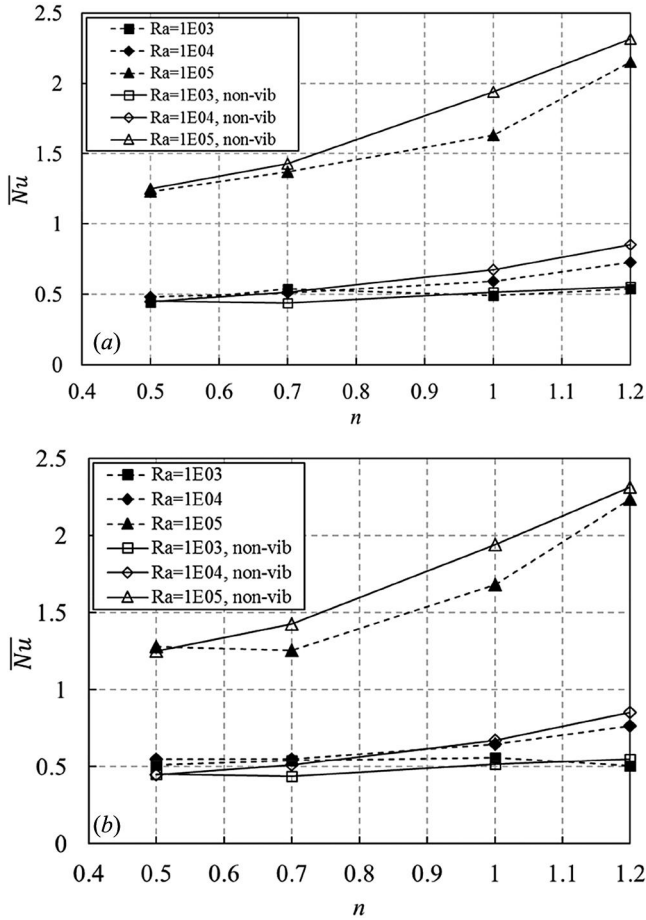 2.5
2
1.5
1
0.5
0
Nu
Ra=1E03
Ra=1E04
Ra=1E05
Ra=1E03, non-vib
Ra=1E04, non-vib
Ra=1E05, non-vib
(a)
0.4 0.5 0.6 0.7 0.8 0.9 1 1.1 1.2
n
2.5
2
1.5
1
0.5
0
Nu
Ra=1E03
Ra=1E04
Ra=1E05
Ra=1E03, non-vib
Ra=1E04, non-vib
Ra=1E05, non-vib
(b)
0.4 0.5 0.6 0.7 0.8 0.9 1 1.1 1.2
n